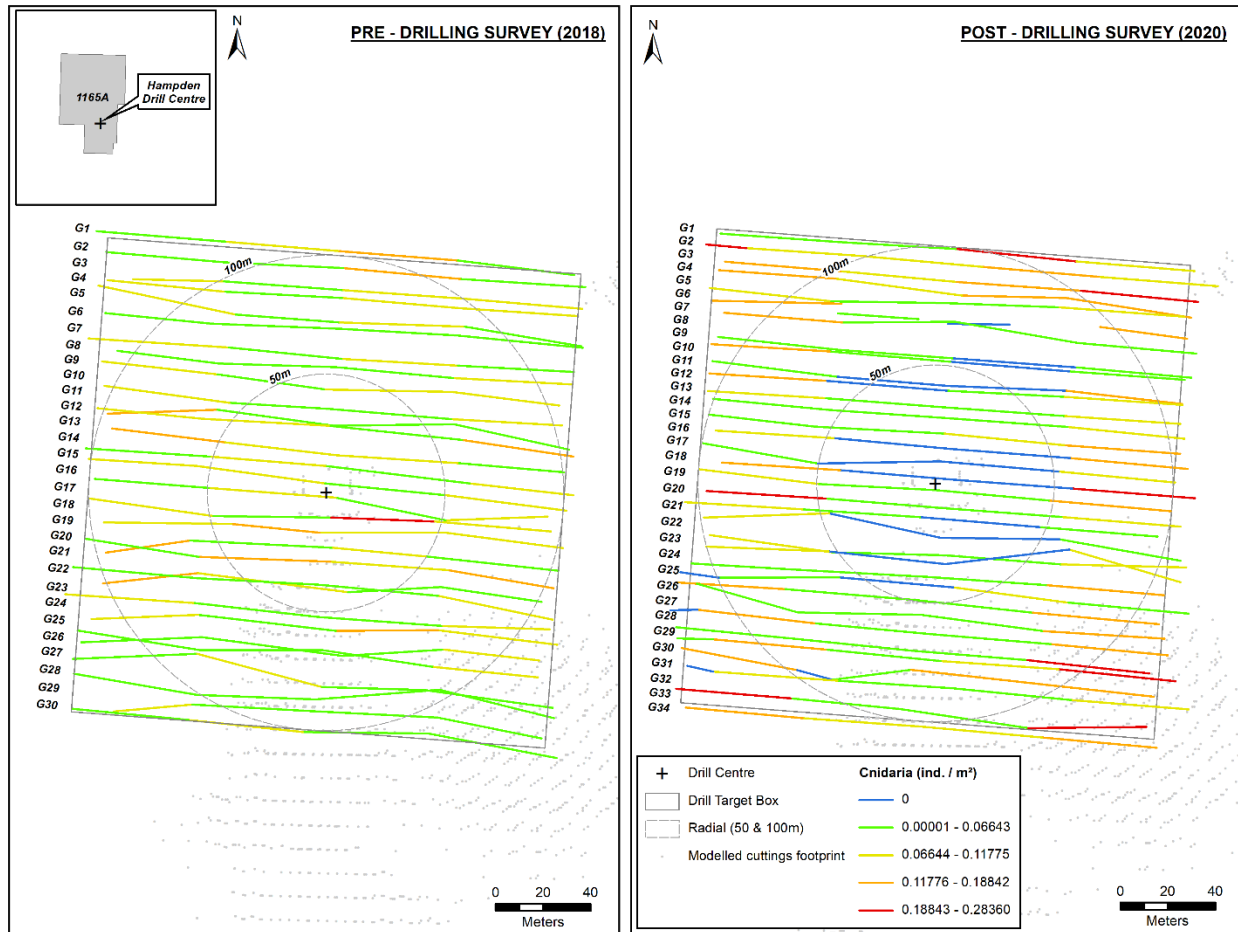 N
PRE - DRILLING SURVEY (2018)
Hampden
Drill Centre
1165A
G1
G2
G3
G4
G5
G6
G7
G8
G9
G10
G11
G12
G13
G14
G15
G16
G17
G18
G19
G20
G21
G22
G23
G24
G25
G26
G27
G28
G29
G30
100m
50m
0 20 40
Meters
N
POST - DRILLING SURVEY (2020)
G1
G2
G3
G4
G5
G6
G7
G8
G9
G10
G11
G12
G13
G14
G15
G16
G17
G18
G19
G20
G21
G22
G23
G24
G25
G26
G27
G28
G29
G30
G31
G32
G33
G34
100m
50m
Drill Centre
Drill Target Box
Radial (50 & 100m)
Modelled cuttings footprint
Cnidaria (ind. / m²)
0
0.00001 - 0.06643
0.06644 - 0.11775
0.11776 - 0.18842
0.18843 - 0.28360
0 20 40
Meters